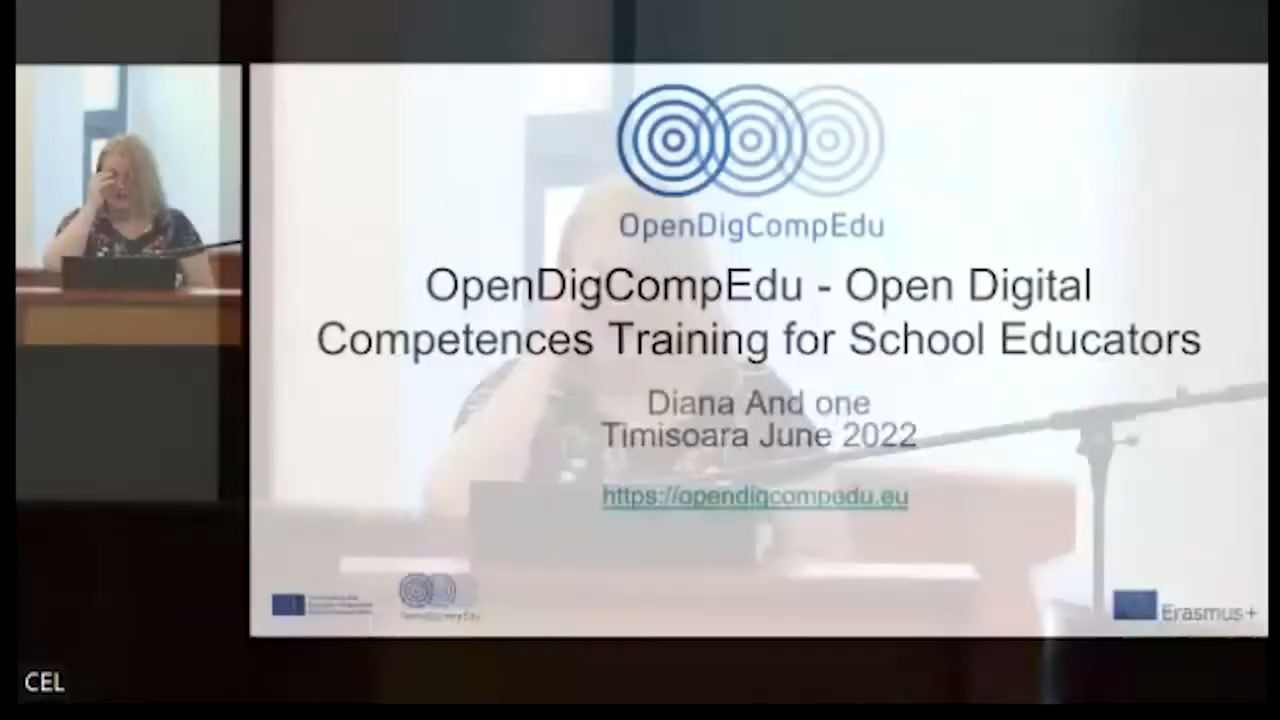 OpenDigCompEdu
OpenDigCompEdu - Open Digital
Competences Training for School Educators
Diana And one
Timisoara June 2022
https://opendigcompedu.eu
OpenDigCompEdu
Erasmus+
CEL